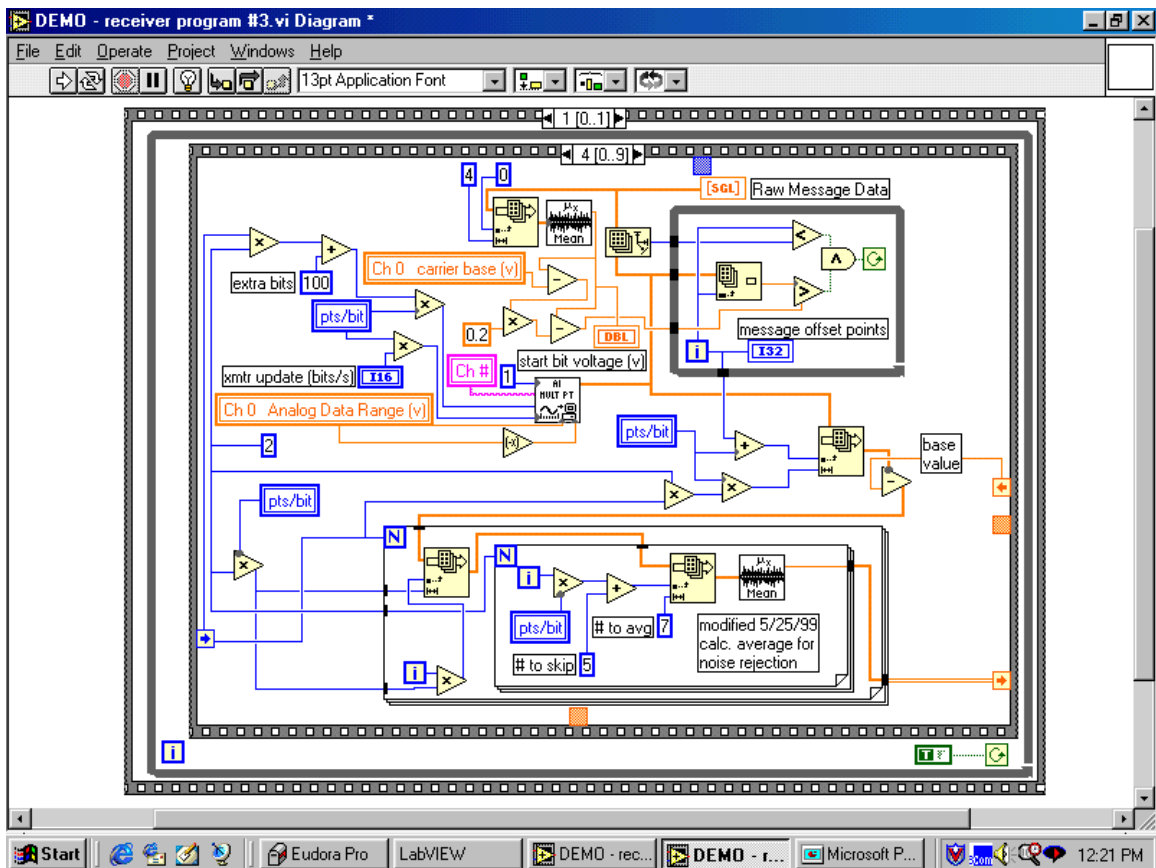 DEMO - receiver program #3.vi Diagram *
File Edit Operate Project Windows Help
13pt Application Font
1 [0..1]
4 [0..9]
4
0
[SGL]
Raw Message Data
μx
Mean
extra bits
100
Ch 0 carrier base (v)
pts/bit
0.2
DBL
message offset points
i
I32
xmtr update (bits/s)
I16
Ch #
1
start bit voltage (v)
AI
MULT PT
Ch 0 Analog Data Range (v)
(-x)
2
pts/bit
base
value
pts/bit
N
N
i
μx
Mean
pts/bit
# to avg
7
# to skip
5
modified 5/25/99
calc. average for
noise rejection
i
i
T
Start
Eudora Pro
LabVIEW
DEMO - rec...
DEMO - r...
Microsoft P...
.com
12:21 PM